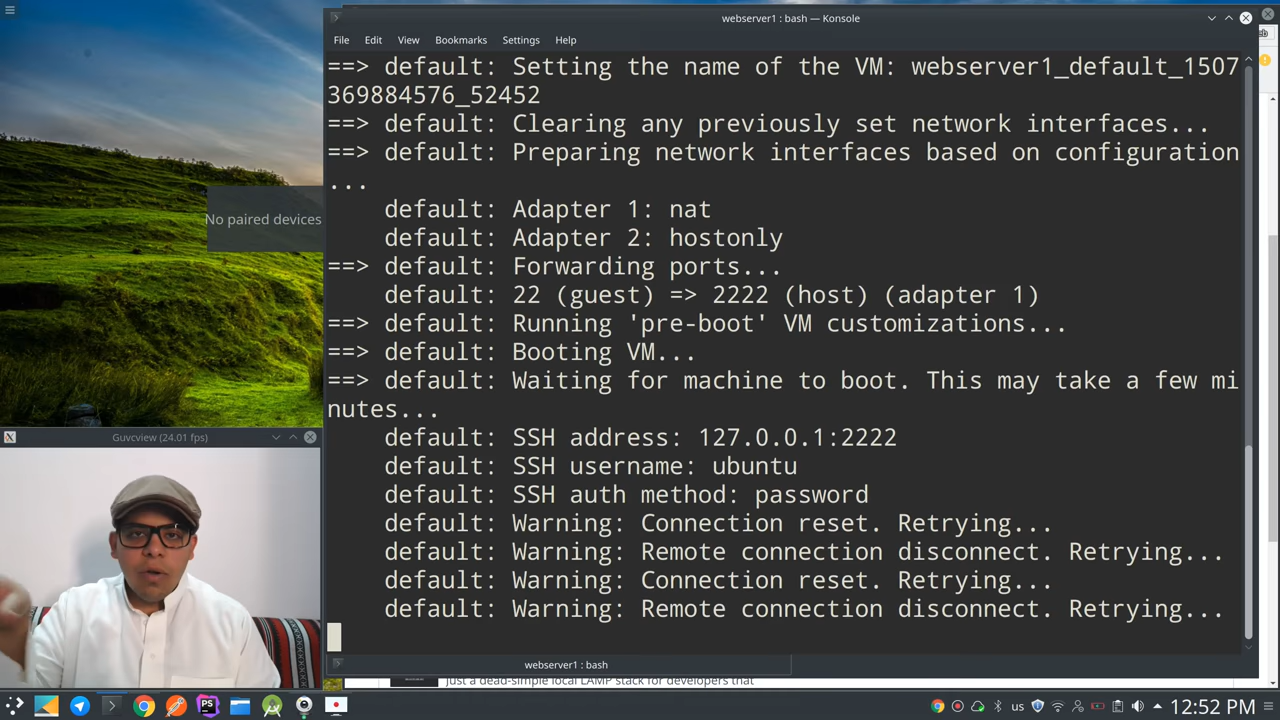 webserver1 : bash — Konsole
File Edit View Bookmarks Settings Help
==> default: Setting the name of the VM: webserver1_default_1507
369884576_52452
==> default: Clearing any previously set network interfaces...
==> default: Preparing network interfaces based on configuration
...
default: Adapter 1: nat
default: Adapter 2: hostonly
==> default: Forwarding ports...
default: 22 (guest) => 2222 (host) (adapter 1)
==> default: Running 'pre-boot' VM customizations...
==> default: Booting VM...
==> default: Waiting for machine to boot. This may take a few mi
nutes...
default: SSH address: 127.0.0.1:2222
default: SSH username: ubuntu
default: SSH auth method: password
default: Warning: Connection reset. Retrying...
default: Warning: Remote connection disconnect. Retrying...
default: Warning: Connection reset. Retrying...
default: Warning: Remote connection disconnect. Retrying...
webserver1 : bash
No paired devices
Guvcview (24.01 fps)
Just a dead-simple local LAMP stack for developers that
PS
us
12:52 PM